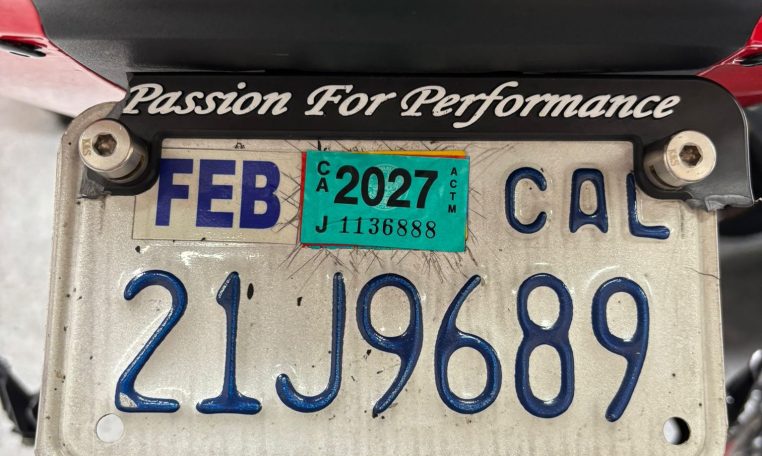 Passion For Performance
FEB
CA 2027 ACTM
J 1136888
CAL
21J9689